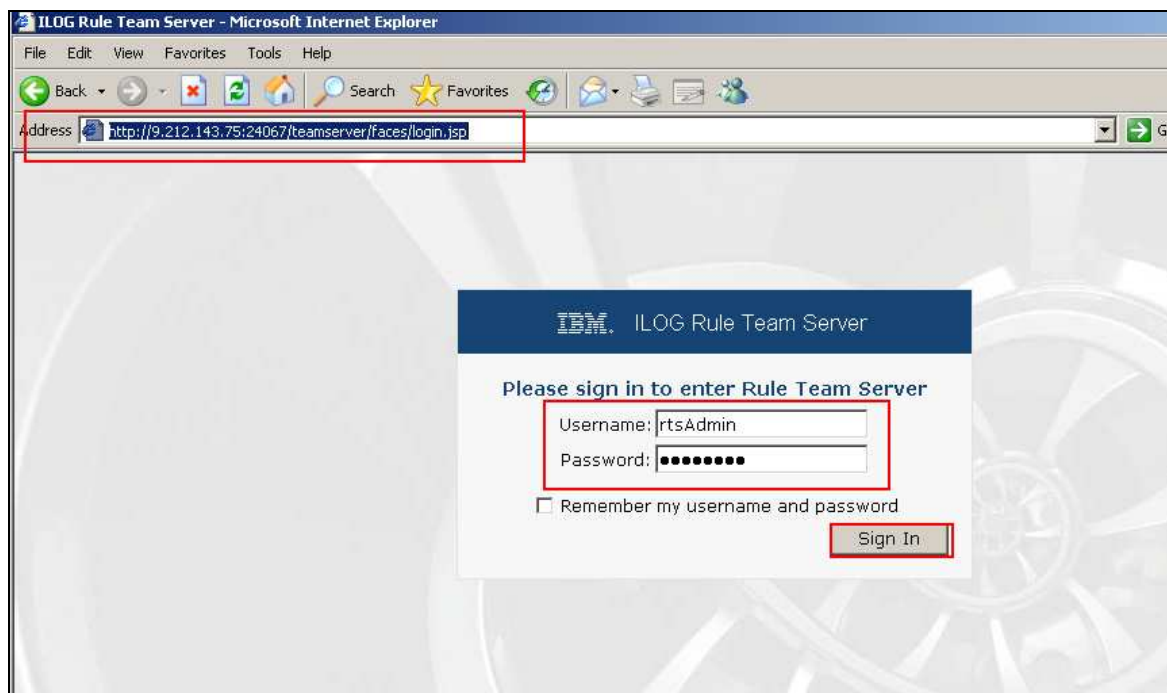 ILOG Rule Team Server - Microsoft Internet Explorer
File Edit View Favorites Tools Help
Back Search Favorites
Address http://9.212.143.75:24067/teamserver/faces/login.jsp G
IBM. ILOG Rule Team Server
Please sign in to enter Rule Team Server
Username: rtsAdmin
Password: ●●●●●●●●
Remember my username and password
Sign In